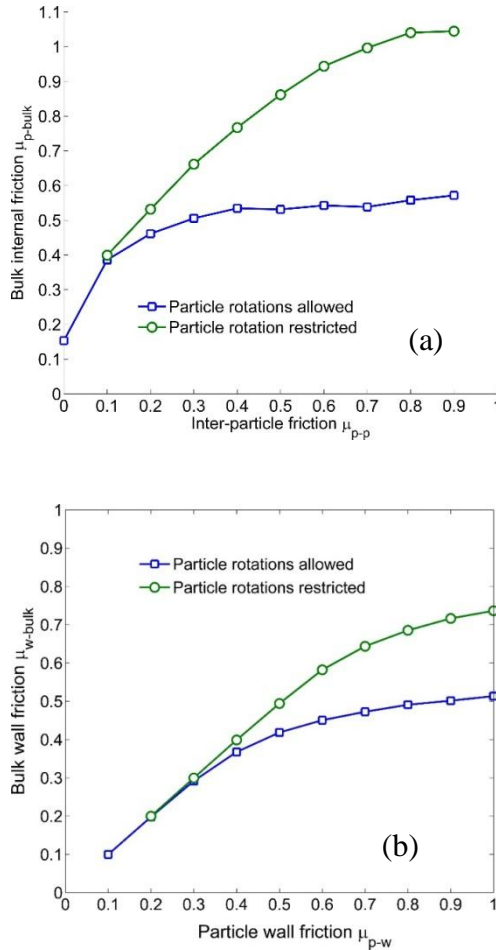 1.1
1
0.9
0.8
0.7
0.6
0.5
0.4
0.3
0.2
0.1
0
Bulk internal friction μp-bulk
Particle rotations allowed
Particle rotation restricted
(a)
0 0.1 0.2 0.3 0.4 0.5 0.6 0.7 0.8 0.9 1
Inter-particle friction μp-p
1
0.9
0.8
0.7
0.6
0.5
0.4
0.3
0.2
0.1
0
Bulk wall friction μw-bulk
Particle rotations allowed
Particle rotations restricted
(b)
0 0.1 0.2 0.3 0.4 0.5 0.6 0.7 0.8 0.9 1
Particle wall friction μp-w